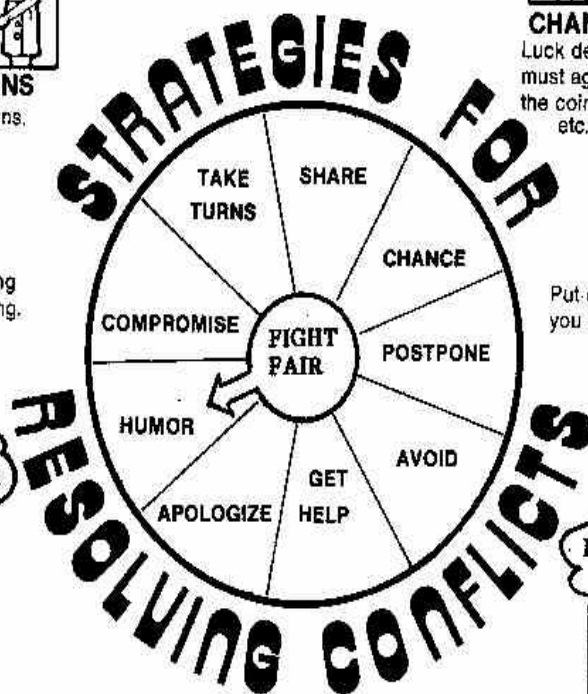 NS
ns.
CHAN
Luck de
must ag
the coin
etc.
STRATEGIES FOR
TAKE
TURNS
SHARE
CHANCE
ng
ng.
Put
you
COMPROMISE
FIGHT
FAIR
POSTPONE
HUMOR
AVOID
GET
HELP
APOLOGIZE
RESOLVING CONFLICTS